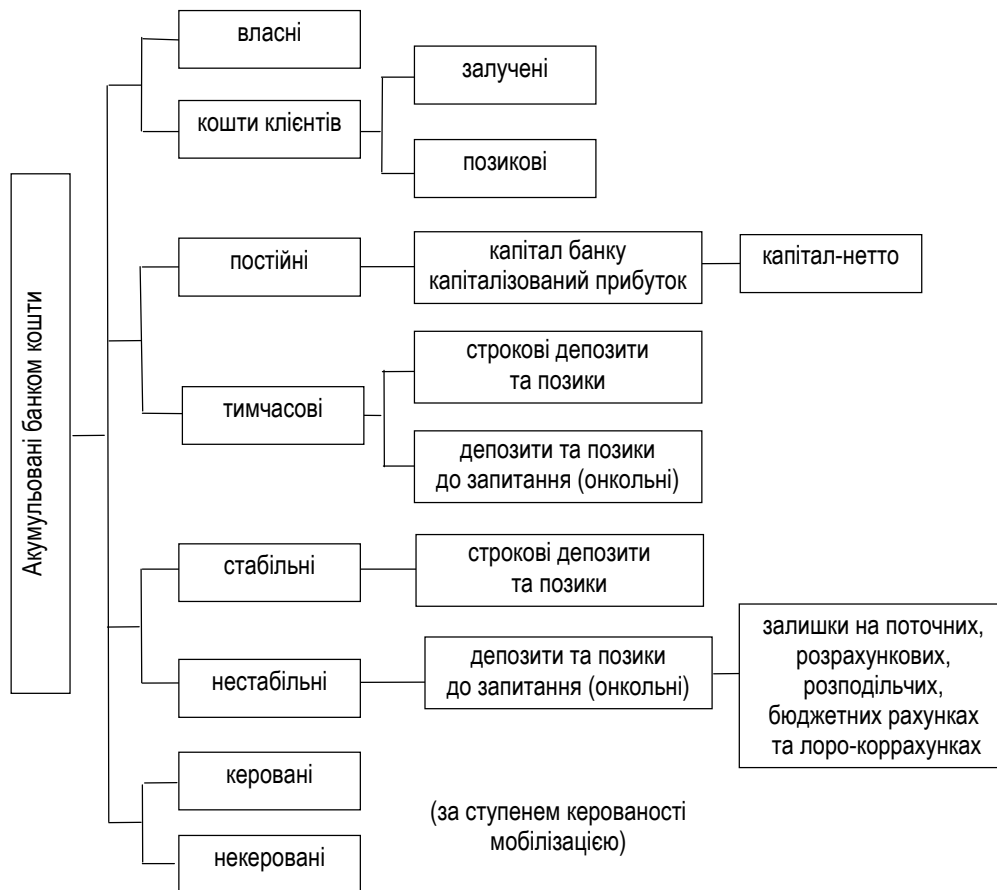 Акумульовані банком кошти
власні
кошти клієнтів
залучені
позикові
постійні
капітал банку
капіталізований прибуток
капітал-нетто
тимчасові
строкові депозити
та позики
депозити та позики
до запитання (онкольні)
стабільні
строкові депозити
та позики
нестабільні
депозити та позики
до запитання (онкольні)
залишки на поточних,
розрахункових,
розподільчих,
бюджетних рахунках
та лоро-коррахунках
керовані
некеровані
(за ступенем керованості
мобілізацією)